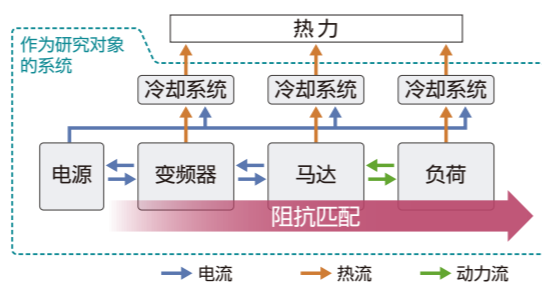 热力
作为研究对象
的系统
冷却系统
冷却系统
冷却系统
电源
变频器
马达
负荷
阻抗匹配
电流
热流
动力流